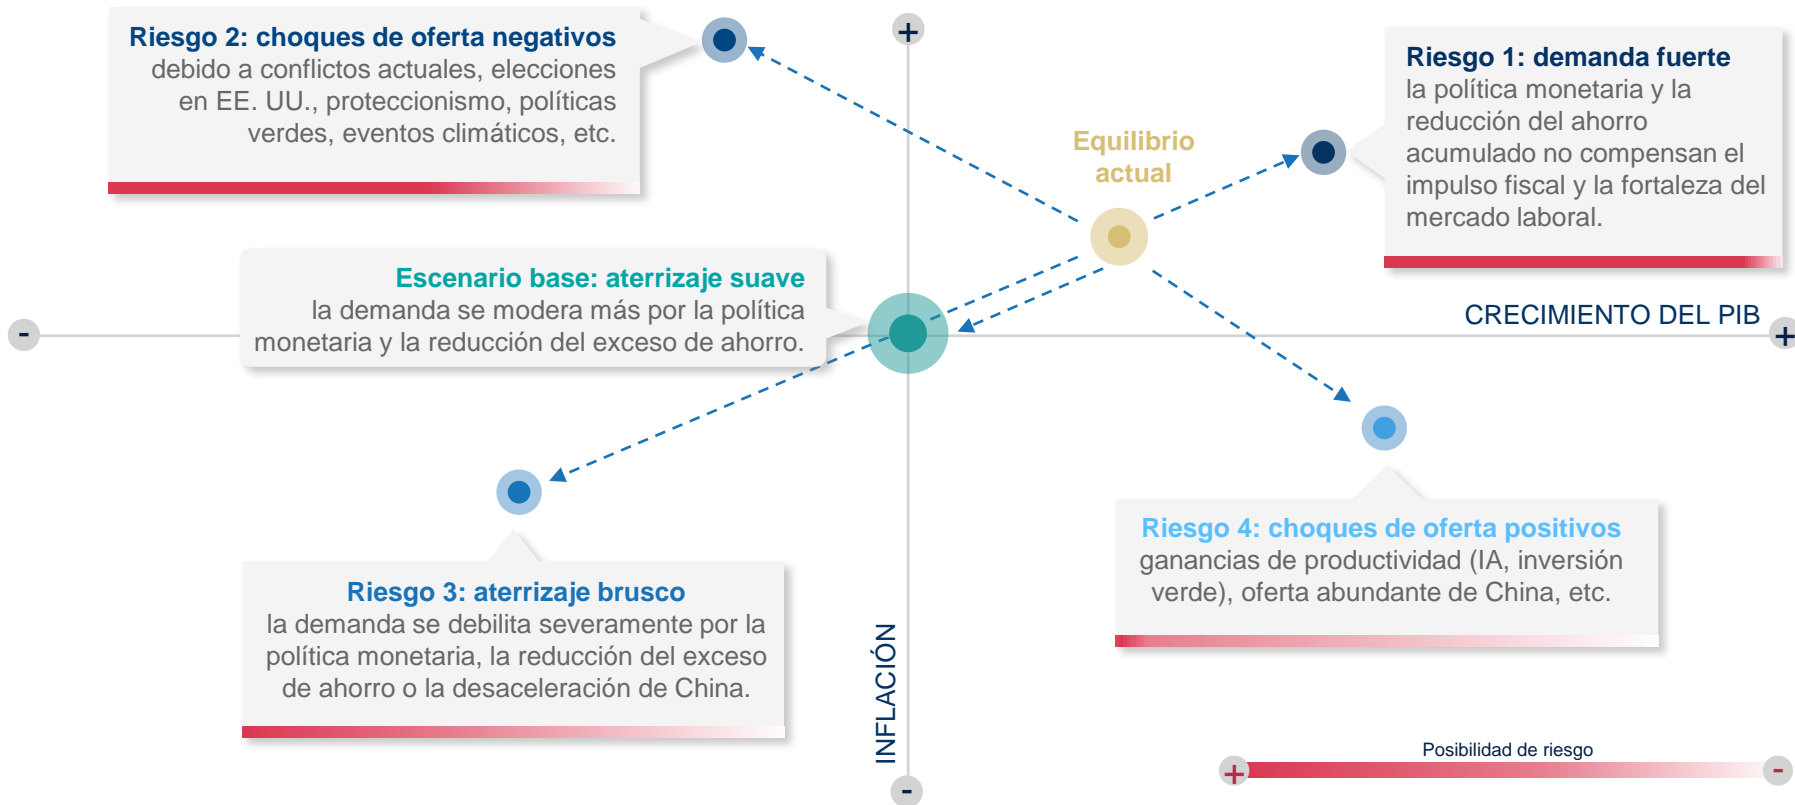 Riesgo 2: choques de oferta negativos
debido a conflictos actuales, elecciones
en EE. UU., proteccionismo, políticas
verdes, eventos climáticos, etc.
+
Riesgo 1: demanda fuerte
la política monetaria y la
reducción del ahorro
acumulado no compensan el
impulso fiscal y la fortaleza del
mercado laboral.
Equilibrio
actual
Escenario base: aterrizaje suave
la demanda se modera más por la política
monetaria y la reducción del exceso de ahorro.
-
CRECIMIENTO DEL PIB
+
Riesgo 3: aterrizaje brusco
la demanda se debilita severamente por la
política monetaria, la reducción del exceso
de ahorro o la desaceleración de China.
Riesgo 4: choques de oferta positivos
ganancias de productividad (IA, inversión
verde), oferta abundante de China, etc.
INFLACIÓN
-
Posibilidad de riesgo
+
-